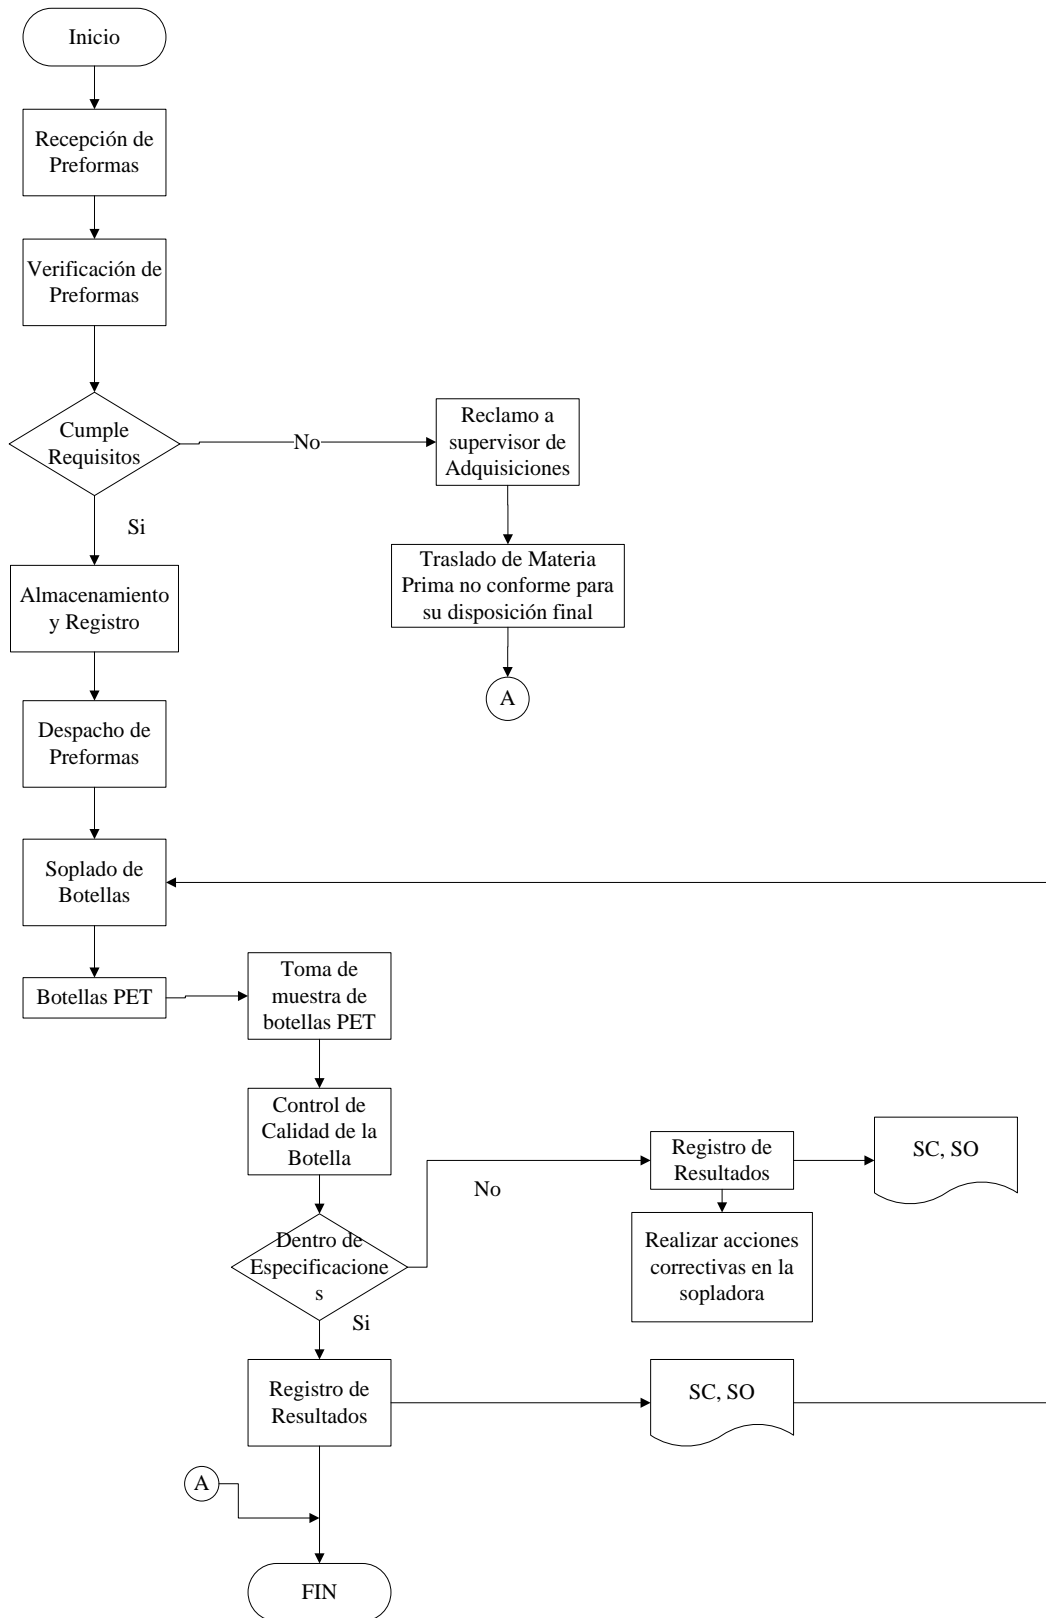 Inicio
Recepción de
Preformas
Verificación de
Preformas
Cumple
Requisitos
No
Reclamo a
supervisor de
Adquisiciones
Si
Traslado de Materia
Prima no conforme para
su disposición final
Almacenamiento
y Registro
A
Despacho de
Preformas
Soplado de
Botellas
Botellas PET
Toma de
muestra de
botellas PET
Control de
Calidad de la
Botella
Dentro de
Especificacione
s
No
Registro de
Resultados
SC, SO
Realizar acciones
correctivas en la
sopladora
Si
Registro de
Resultados
SC, SO
A
FIN